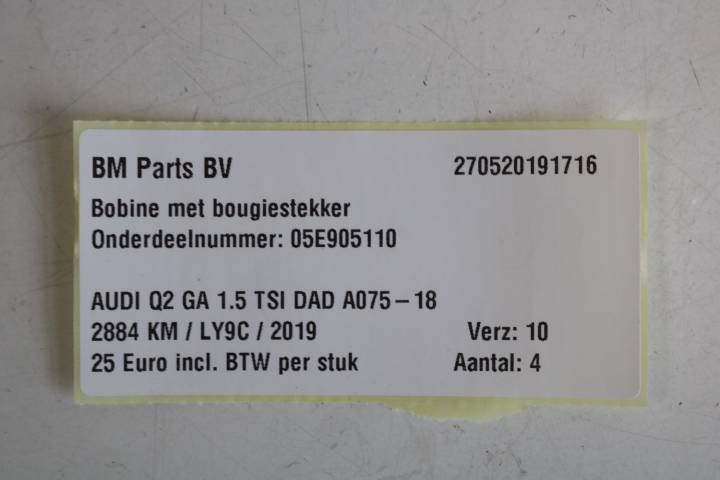 BM Parts BV 270520191716
Bobine met bougiestekker
Onderdeelnummer: 05E905110
AUDI Q2 GA 1.5 TSI DAD A075-18
2884 KM / LY9C / 2019 Verz: 10
25 Euro incl. BTW per stuk Aantal: 4